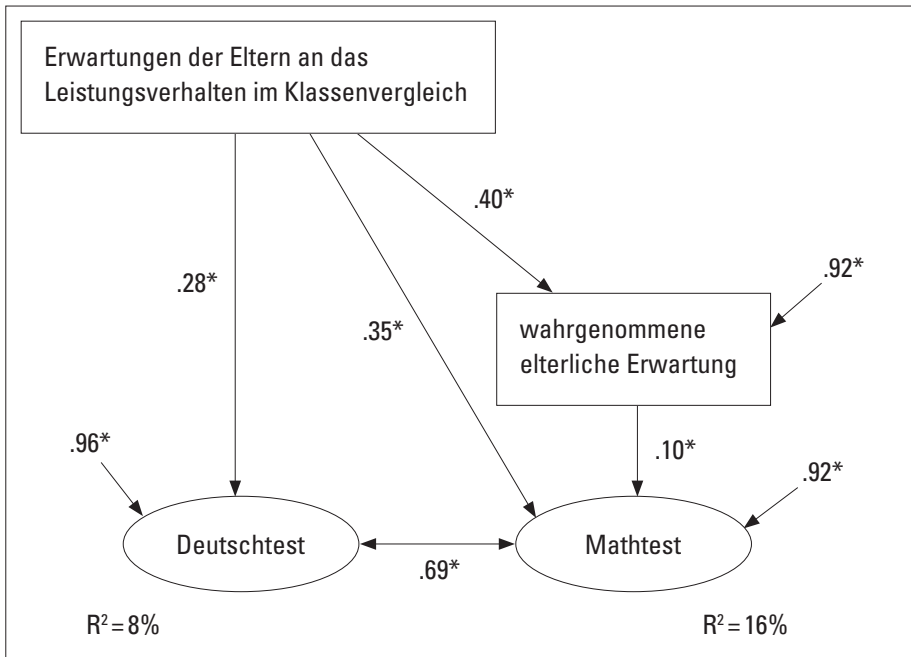 Erwartungen der Eltern an das
Leistungsverhalten im Klassenvergleich
.40*
.92*
.28*
.35*
wahrgenommene
elterliche Erwartung
.96*
.10*
.92*
Deutschtest
Mathtest
.69*
R² = 8%
R² = 16%